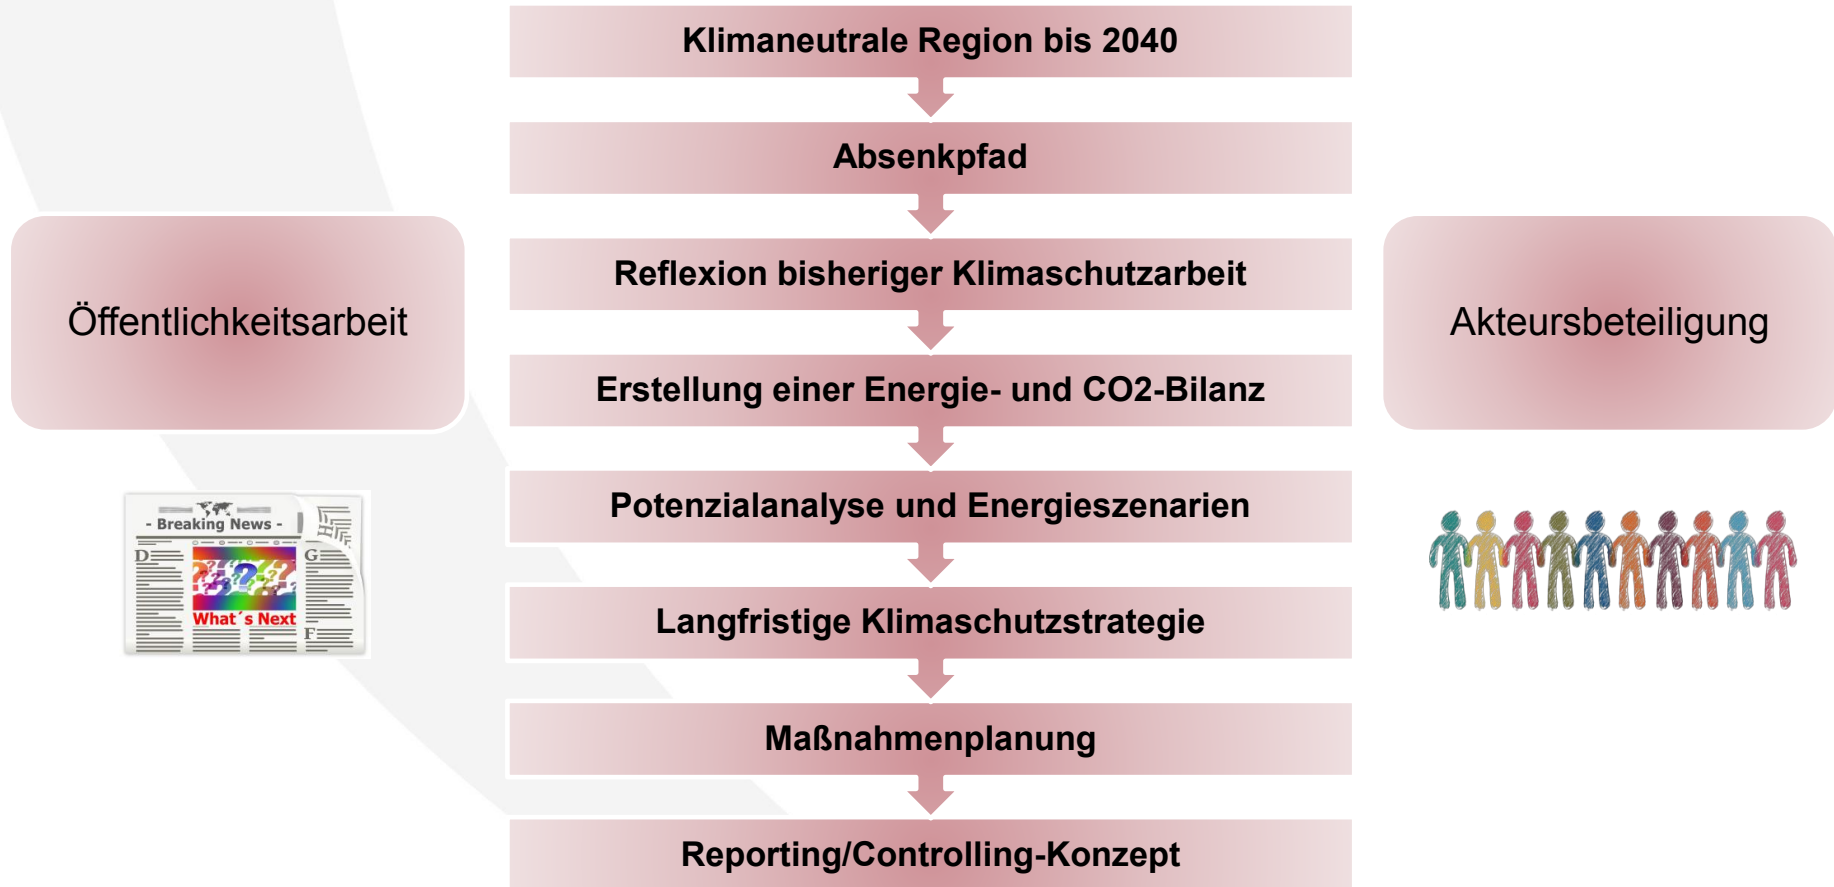 Klimaneutrale Region bis 2040
Absenkpfad
Reflexion bisheriger Klimaschutzarbeit
Erstellung einer Energie- und CO2-Bilanz
Potenzialanalyse und Energieszenarien
Langfristige Klimaschutzstrategie
Maßnahmenplanung
Reporting/Controlling-Konzept
Öffentlichkeitsarbeit
- Breaking News -
D
G
H
???
What´s Next
F
Akteursbeteiligung